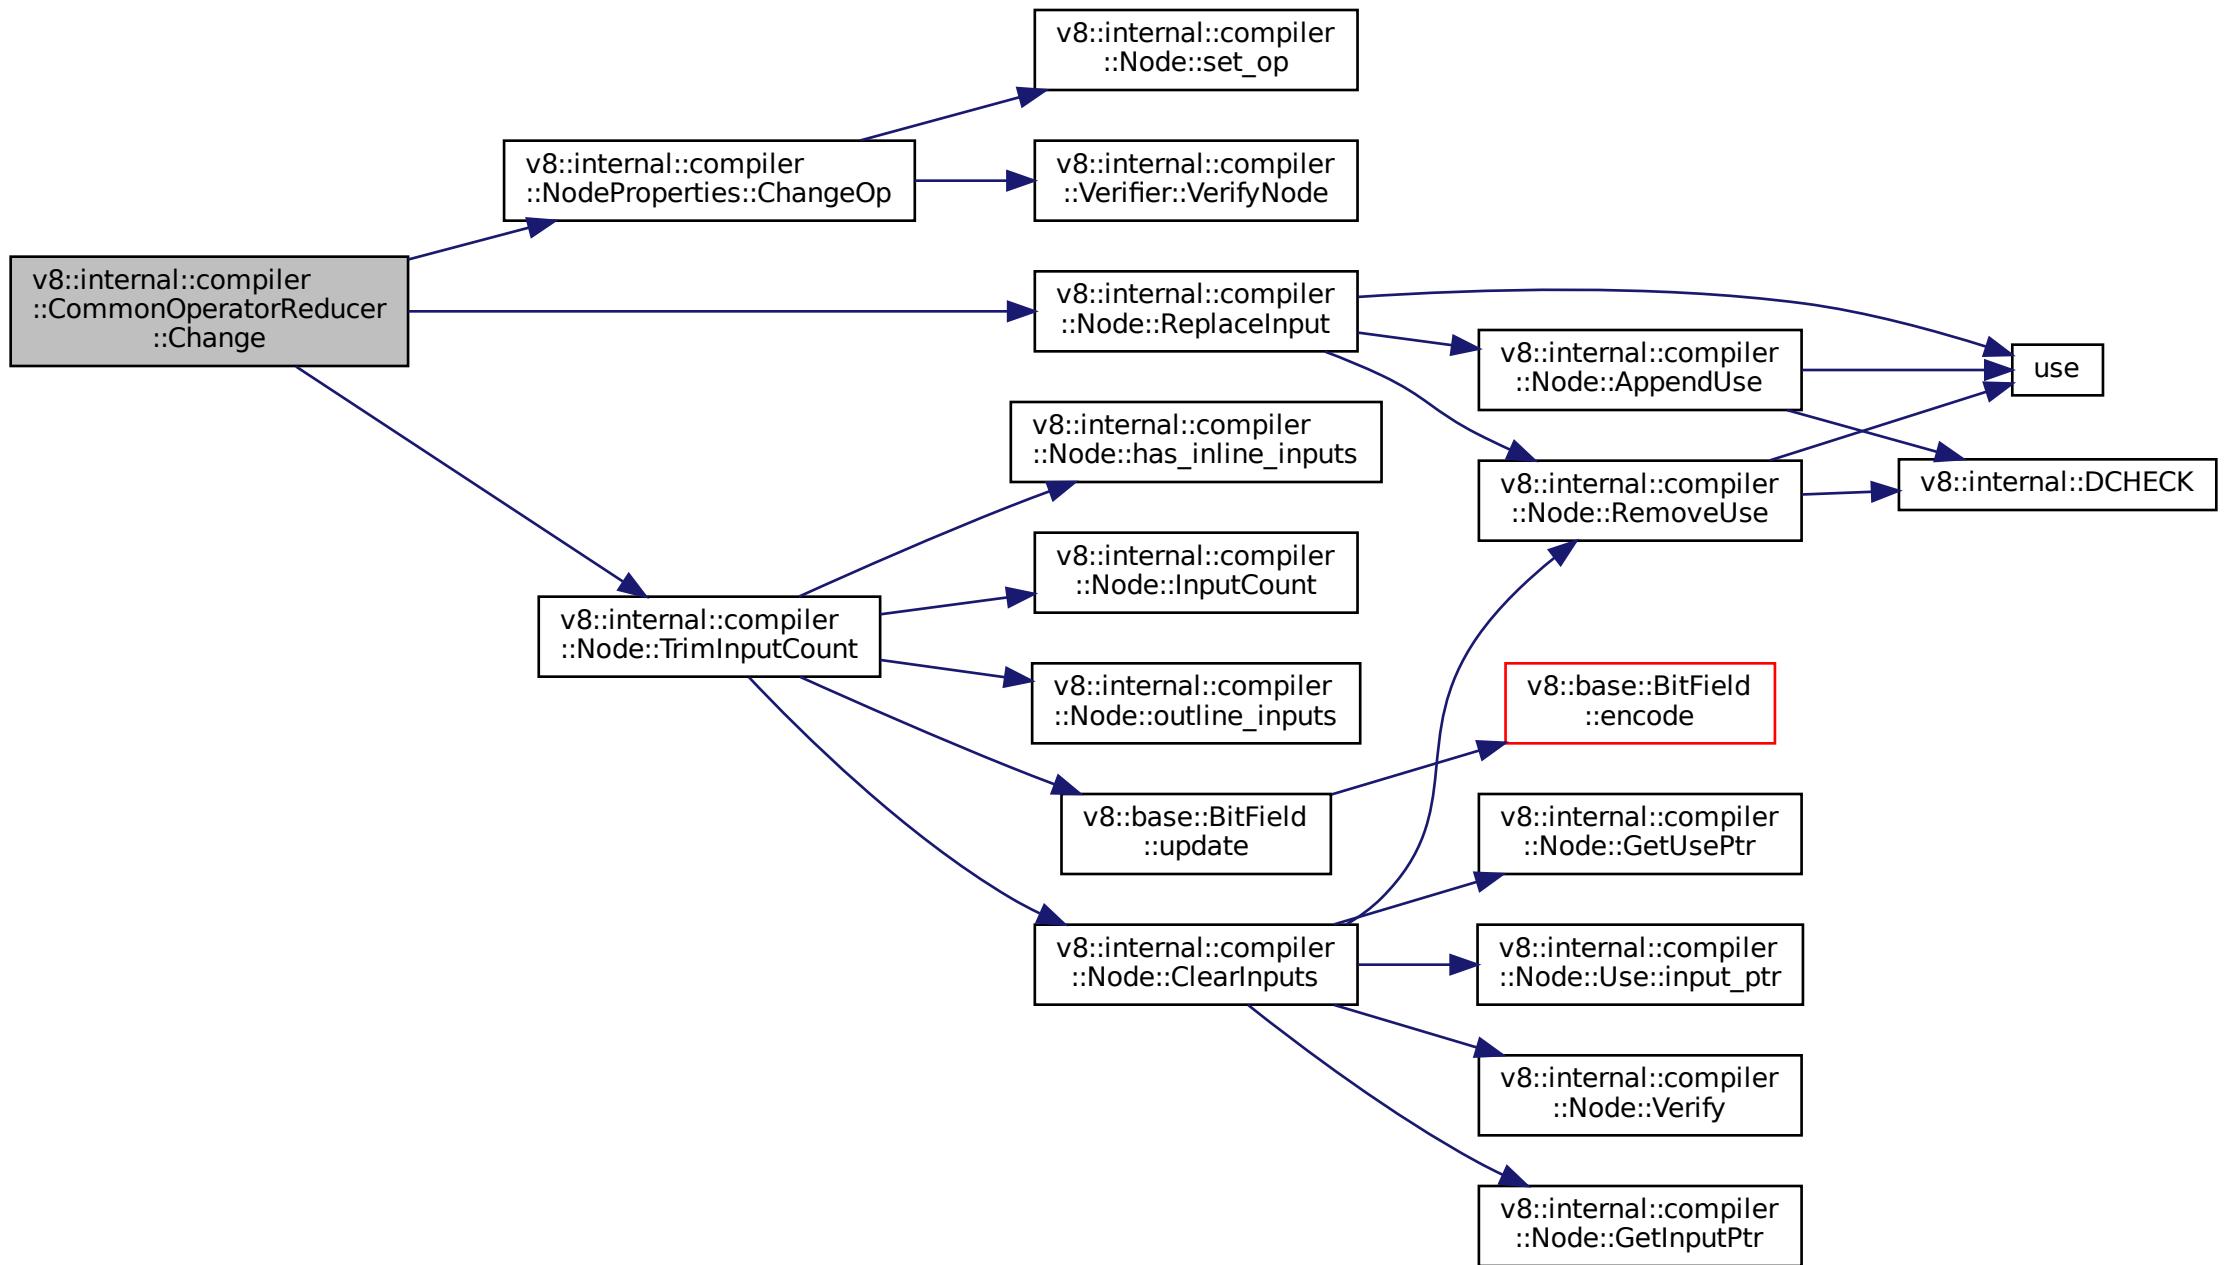 v8::internal::compiler
::Node::set_op
v8::internal::compiler
::NodeProperties::ChangeOp
v8::internal::compiler
::Verifier::VerifyNode
v8::internal::compiler
::CommonOperatorReducer
::Change
v8::internal::compiler
::Node::ReplaceInput
v8::internal::compiler
::Node::AppendUse
use
v8::internal::compiler
::Node::has_inline_inputs
v8::internal::compiler
::Node::RemoveUse
v8::internal::DCHECK
v8::internal::compiler
::Node::InputCount
v8::internal::compiler
::Node::TrimInputCount
v8::internal::compiler
::Node::outline_inputs
v8::base::BitField
::encode
v8::base::BitField
::update
v8::internal::compiler
::Node::GetUsePtr
v8::internal::compiler
::Node::ClearInputs
v8::internal::compiler
::Node::Use::input_ptr
v8::internal::compiler
::Node::Verify
v8::internal::compiler
::Node::GetInputPtr